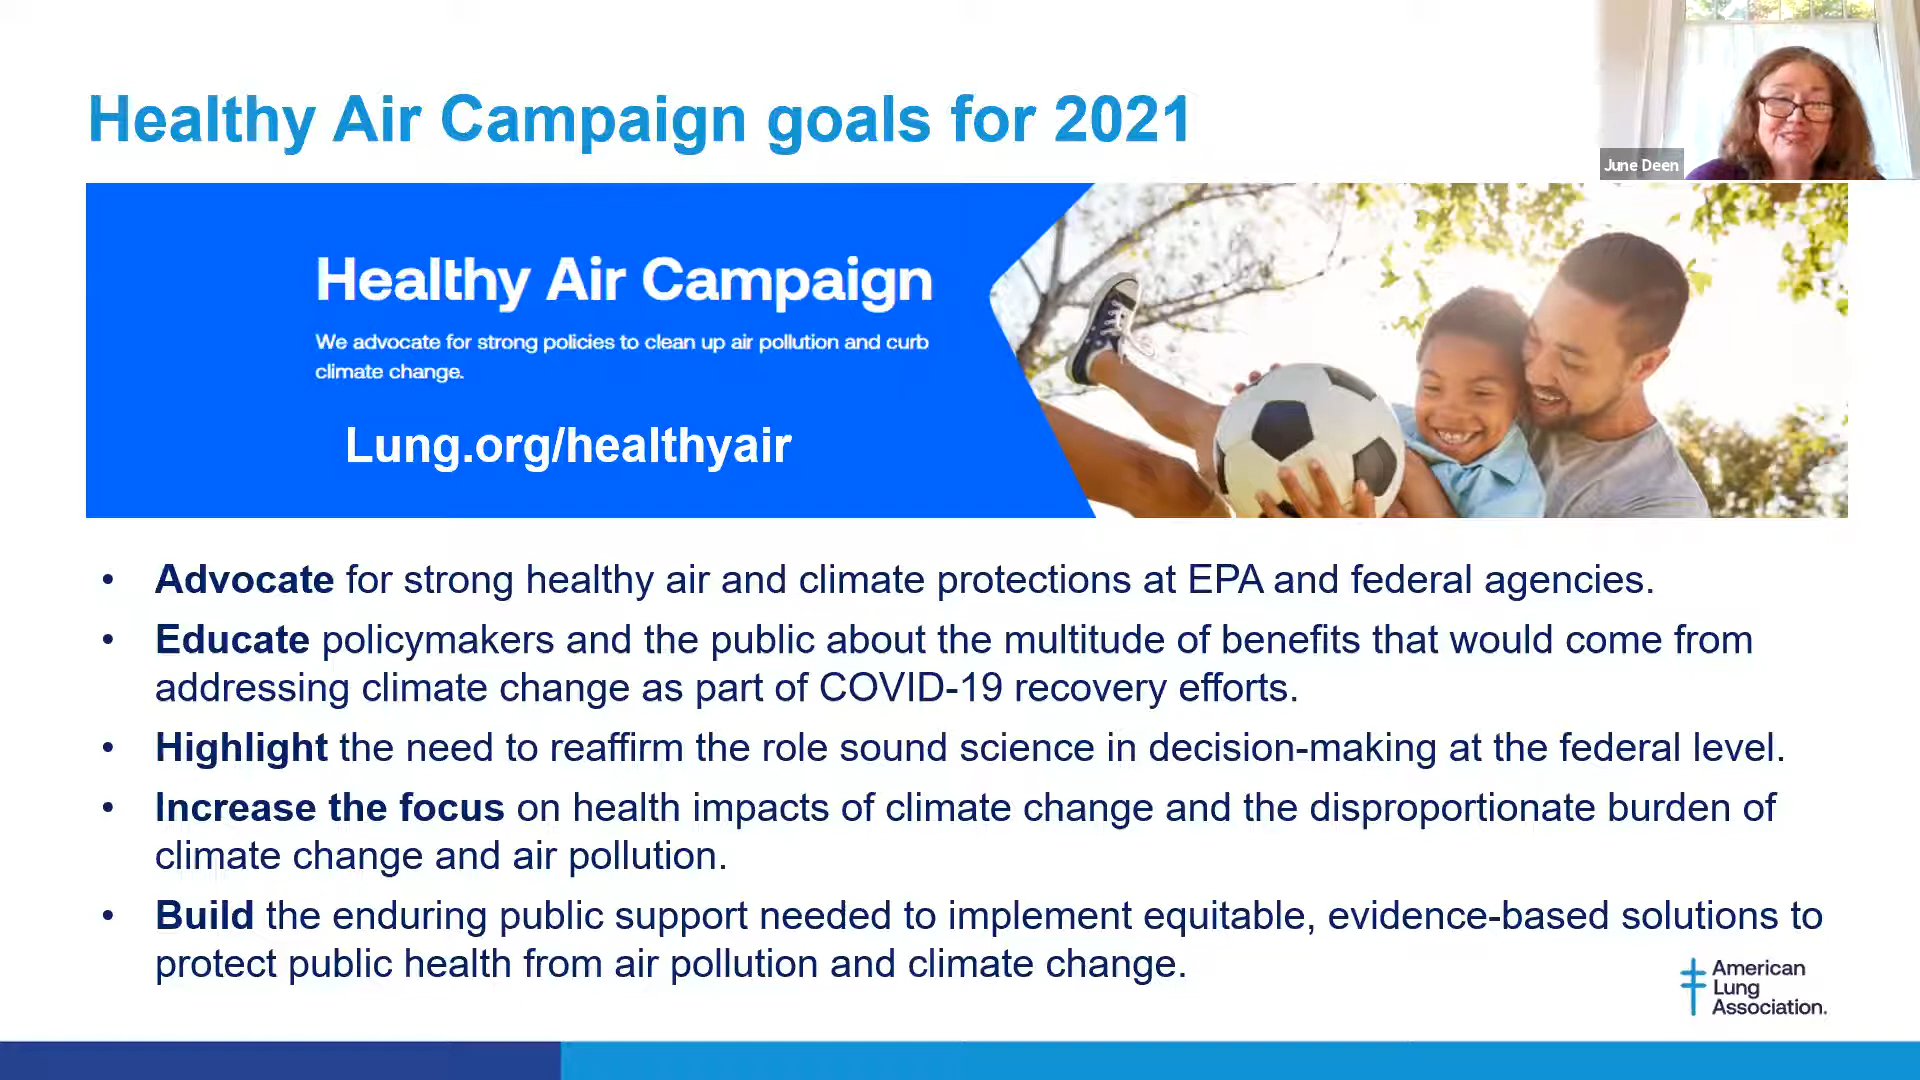 Healthy Air Campaign goals for 2021
June Deen
Healthy Air Campaign
We advocate for strong policies to clean up air pollution and curb
climate change.
Lung.org/healthyair
• Advocate for strong healthy air and climate protections at EPA and federal agencies.
• Educate policymakers and the public about the multitude of benefits that would come from
addressing climate change as part of COVID-19 recovery efforts.
• Highlight the need to reaffirm the role sound science in decision-making at the federal level.
• Increase the focus on health impacts of climate change and the disproportionate burden of
climate change and air pollution.
• Build the enduring public support needed to implement equitable, evidence-based solutions to
protect public health from air pollution and climate change.
American
Lung
Association.